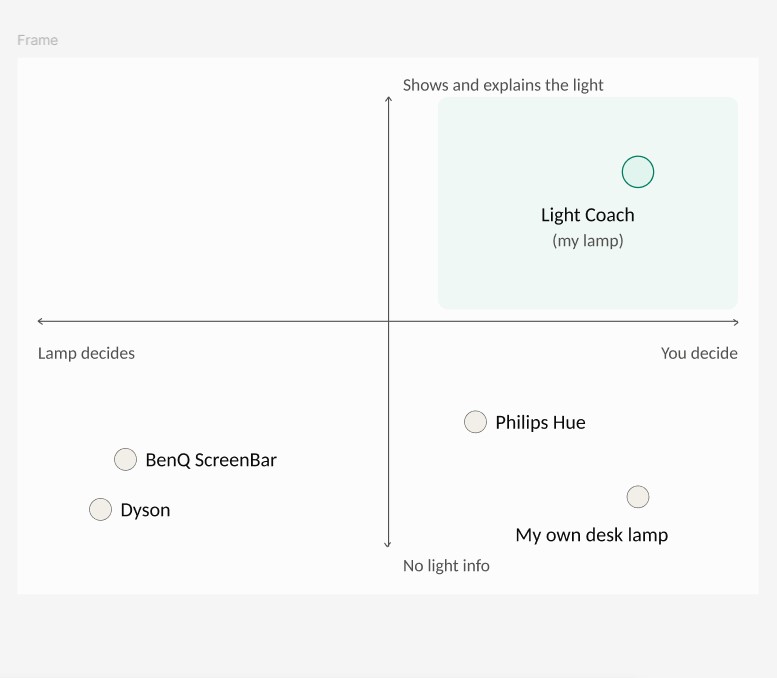 Frame
Shows and explains the light
Light Coach
(my lamp)
Lamp decides
You decide
Philips Hue
BenQ ScreenBar
Dyson
My own desk lamp
No light info